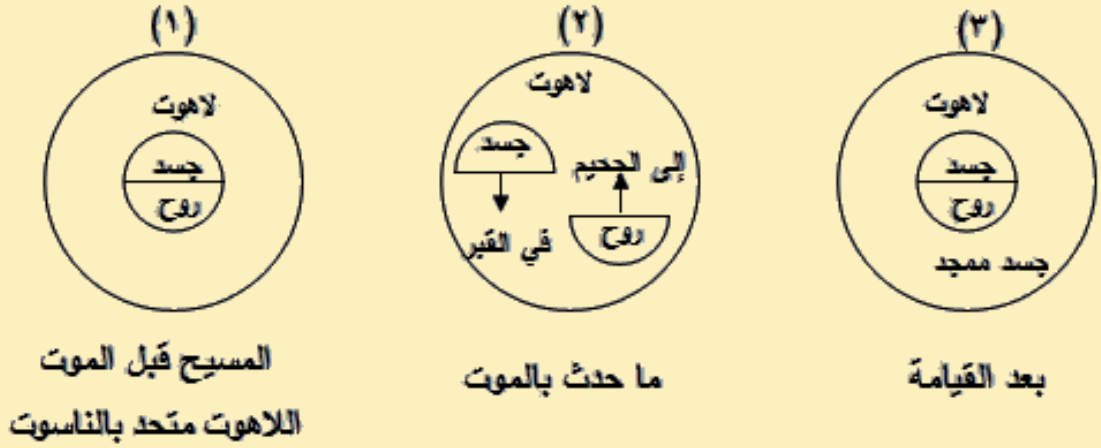 (١)
لاهوت
جسد
روح
المسيح قبل الموت
اللاهوت متحد بالناسوت
(٢)
لاهوت
جسد
إلى الجحيم
روح
في القبر
ما حدث بالموت
(٣)
لاهوت
جسد
روح
جسد ممجد
بعد القيامة